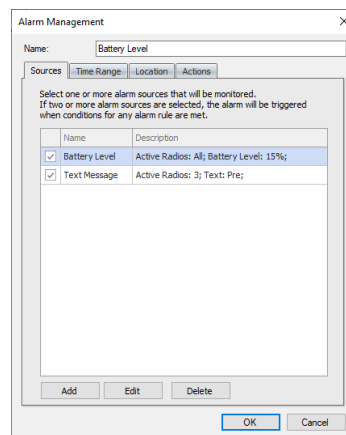 Alarm Management
Name: Battery Level
Sources Time Range Location Actions
Select one or more alarm sources that will be monitored.
If two or more alarm sources are selected, the alarm will be triggered
when conditions for any alarm rule are met.
Name Description
Battery Level Active Radios: All; Battery Level: 15%;
Text Message Active Radios: 3; Text: Pre;
Add Edit Delete
OK Cancel